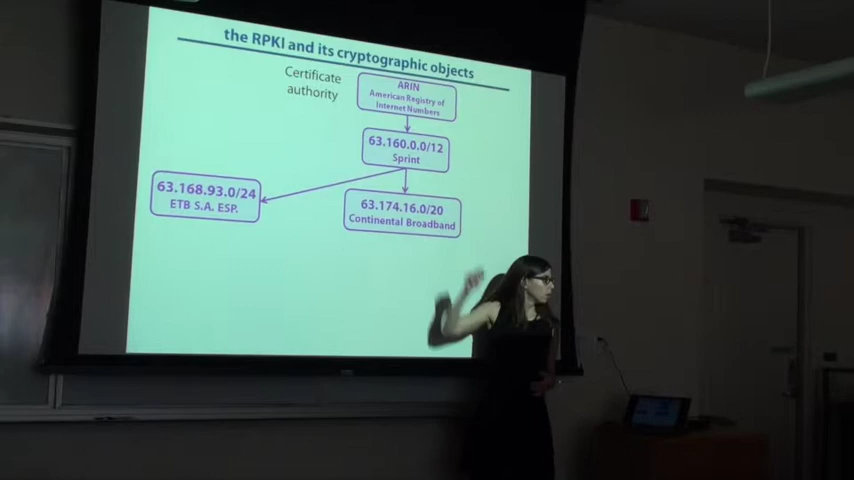 the RPKI and its cryptographic objects
Certificate
authority
ARIN
American Registry of
Internet Numbers
63.160.0.0/12
Sprint
63.168.93.0/24
ETB S.A. ESP.
63.174.16.0/20
Continental Broadband